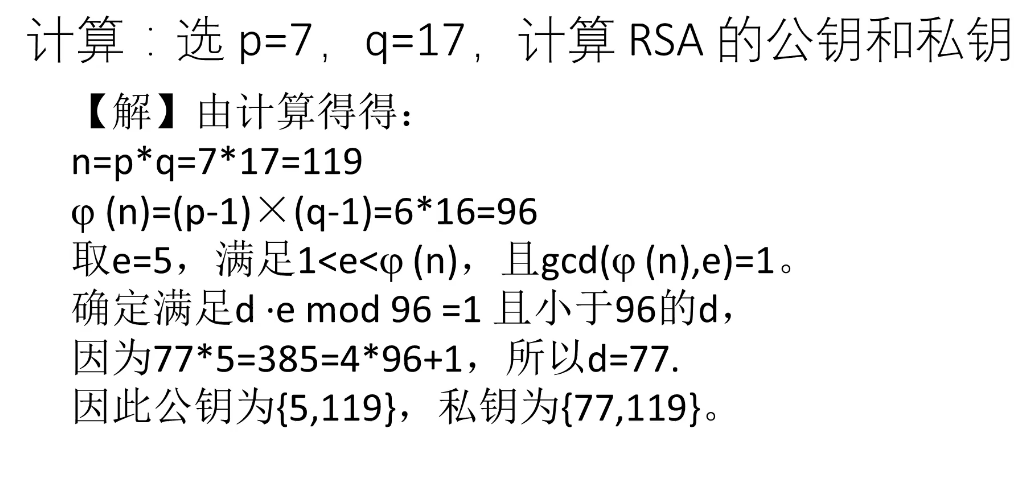 计算：选 p=7, q=17, 计算 RSA 的公钥和私钥
【解】由计算得得：
n=p*q=7*17=119
φ (n)=(p-1)×(q-1)=6*16=96
取e=5，满足1<e<φ (n)，且gcd(φ (n),e)=1。
确定满足d ·e mod 96 =1 且小于96的d，
因为77*5=385=4*96+1，所以d=77.
因此公钥为{5,119}，私钥为{77,119}。